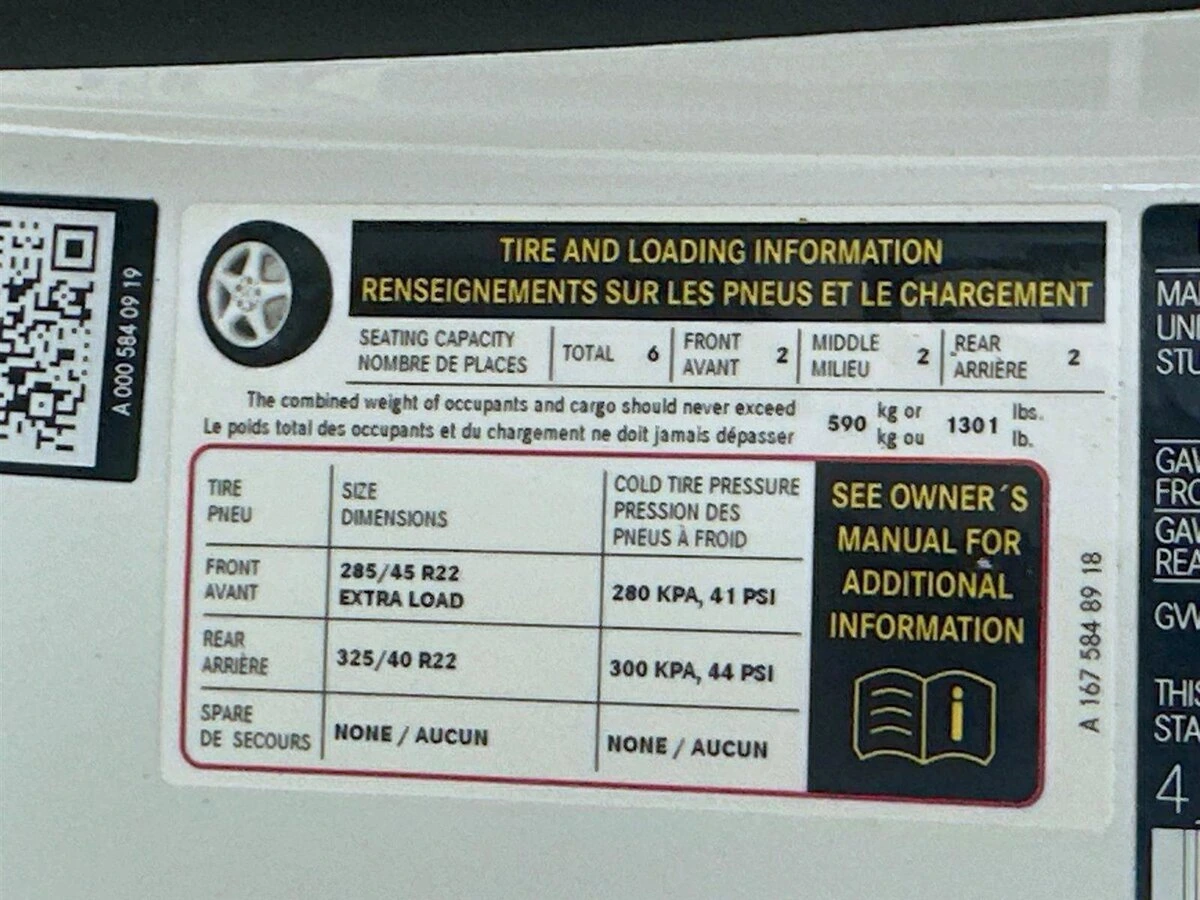 TIRE AND LOADING INFORMATION
RENSEIGNEMENTS SUR LES PNEUS ET LE CHARGEMENT
SEATING CAPACITY
NOMBRE DE PLACES
TOTAL 6
FRONT
AVANT 2
MIDDLE
MILIEU 2
REAR
ARRIÈRE 2
The combined weight of occupants and cargo should never exceed
Le poids total des occupants et du chargement ne doit jamais dépasser
590 kg or
kg ou
1301 lbs.
lb.
TIRE
PNEU
SIZE
DIMENSIONS
COLD TIRE PRESSURE
PRESSION DES
PNEUS À FROID
FRONT
AVANT
285/45 R22
EXTRA LOAD
280 KPA, 41 PSI
REAR
ARRIÈRE
325/40 R22
300 KPA, 44 PSI
SPARE
DE SECOURS
NONE / AUCUN
NONE / AUCUN
SEE OWNER´S
MANUAL FOR
ADDITIONAL
INFORMATION
A 167 584 89 18
A 000 584 09 19
THIS
4